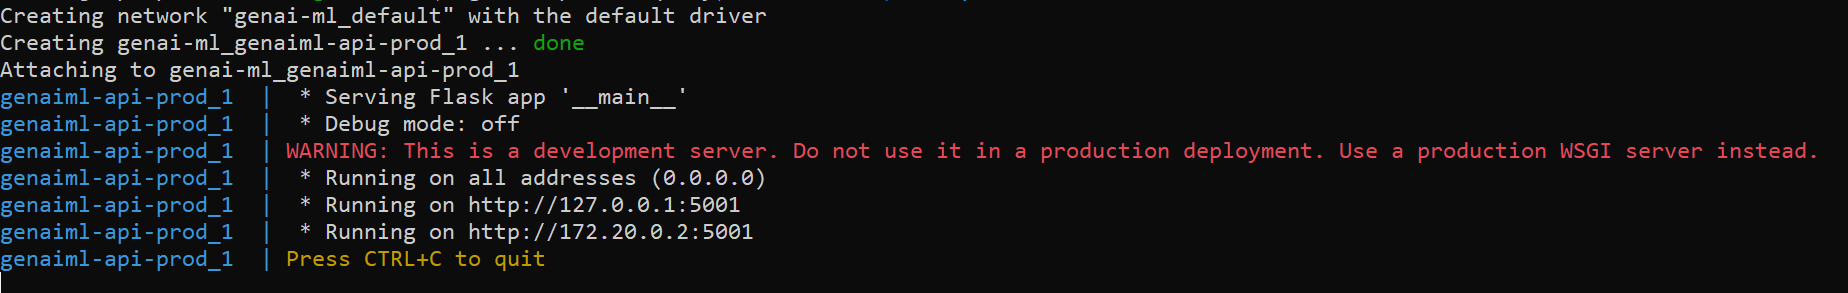 Creating network "genai-ml_default" with the default driver
Creating genai-ml_genaiml-api-prod_1 ... done
Attaching to genai-ml_genaiml-api-prod_1
genaiml-api-prod_1  |  * Serving Flask app '__main__'
genaiml-api-prod_1  |  * Debug mode: off
genaiml-api-prod_1  | WARNING: This is a development server. Do not use it in a production deployment. Use a production WSGI server instead.
genaiml-api-prod_1  |  * Running on all addresses (0.0.0.0)
genaiml-api-prod_1  |  * Running on http://127.0.0.1:5001
genaiml-api-prod_1  |  * Running on http://172.20.0.2:5001
genaiml-api-prod_1  | Press CTRL+C to quit